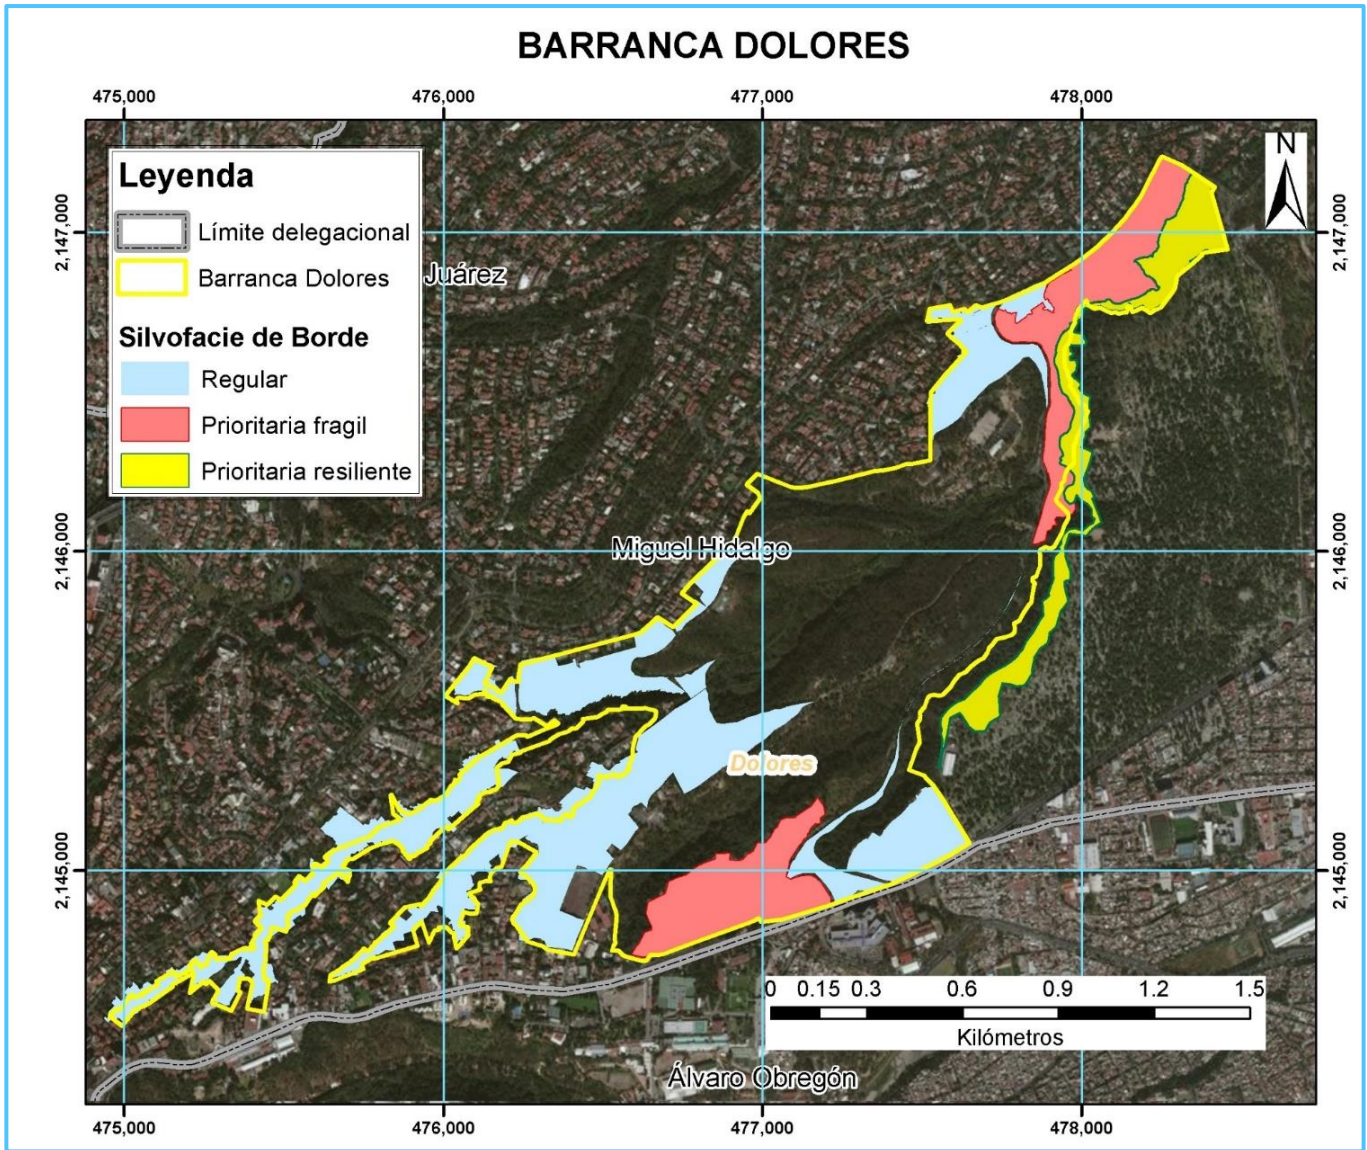 BARRANCA DOLORES
475,000 476,000 477,000 478,000
N
Leyenda
Límite delegacional
Barranca Dolores
Silvofacie de Borde
Regular
Prioritaria fragil
Prioritaria resiliente
2,147,000 2,147,000
Juárez
2,146,000 2,146,000
Miguel Hidalgo
Dolores
2,145,000 2,145,000
0 0.15 0.3 0.6 0.9 1.2 1.5
Kilómetros
Álvaro Obregón
475,000 476,000 477,000 478,000